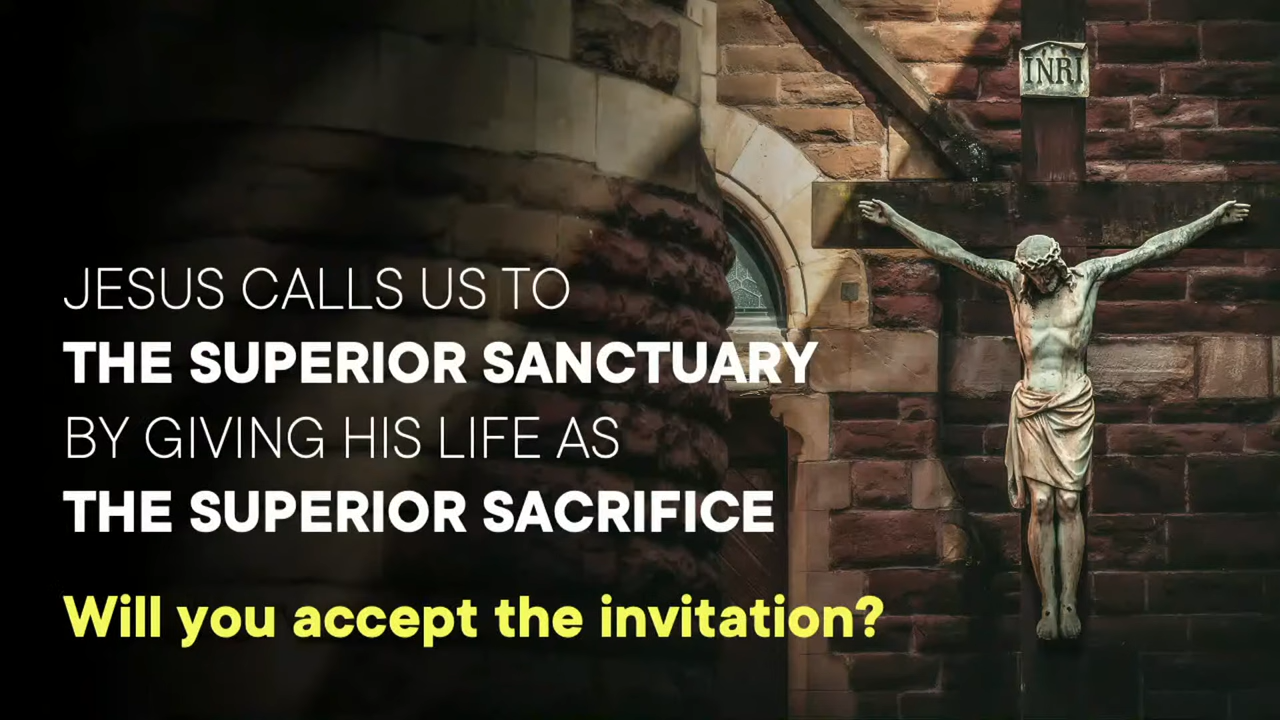 INRI
JESUS CALLS US TO
THE SUPERIOR SANCTUARY
BY GIVING HIS LIFE AS
THE SUPERIOR SACRIFICE
Will you accept the invitation?